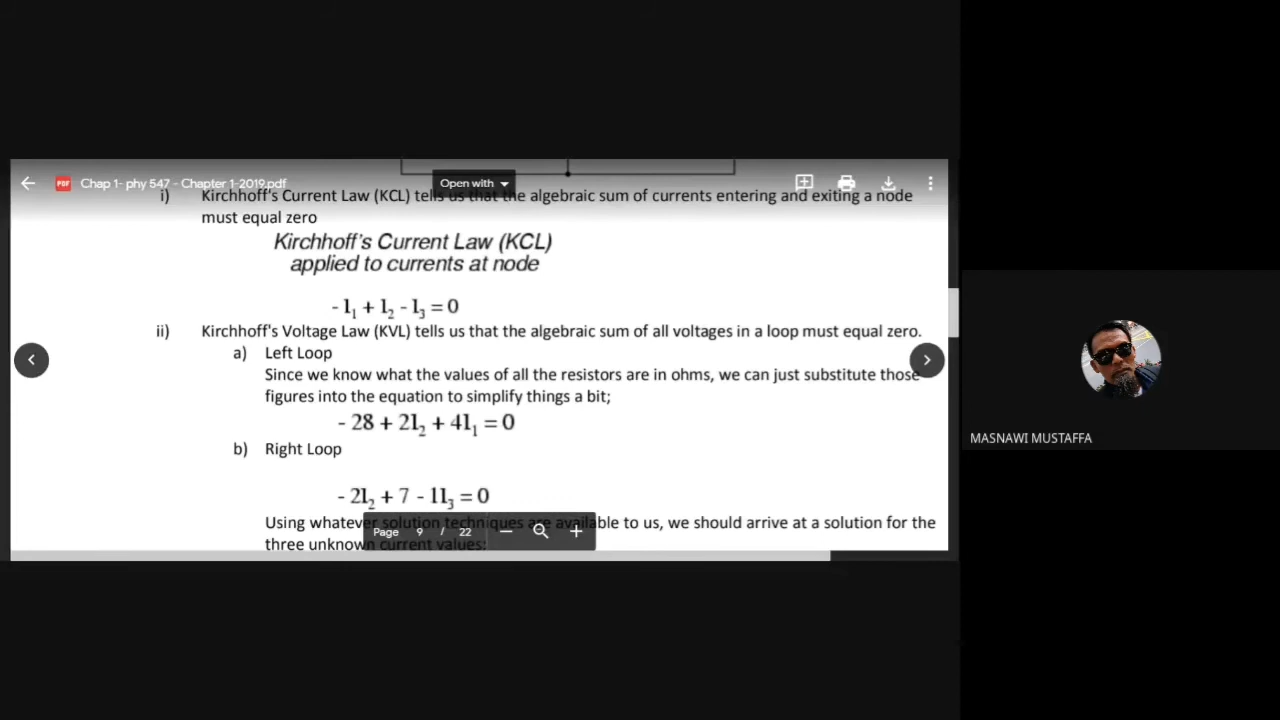 Chap 1- phy 547 - Chapter 1-2019.pdf
Open with
i) Kirchhoff's Current Law (KCL) tells us that the algebraic sum of currents entering and exiting a node
must equal zero
Kirchhoff's Current Law (KCL)
applied to currents at node
- I₁ + I₂ - I₃ = 0
ii) Kirchhoff's Voltage Law (KVL) tells us that the algebraic sum of all voltages in a loop must equal zero.
a) Left Loop
Since we know what the values of all the resistors are in ohms, we can just substitute those
figures into the equation to simplify things a bit;
- 28 + 2I₂ + 4I₁ = 0
b) Right Loop
- 2I₂ + 7 - 1I₃ = 0
Using whatever solution techniques are available to us, we should arrive at a solution for the
three unknown current values:
Page 9 / 22
PDF
MASNAWI MUSTAFFA